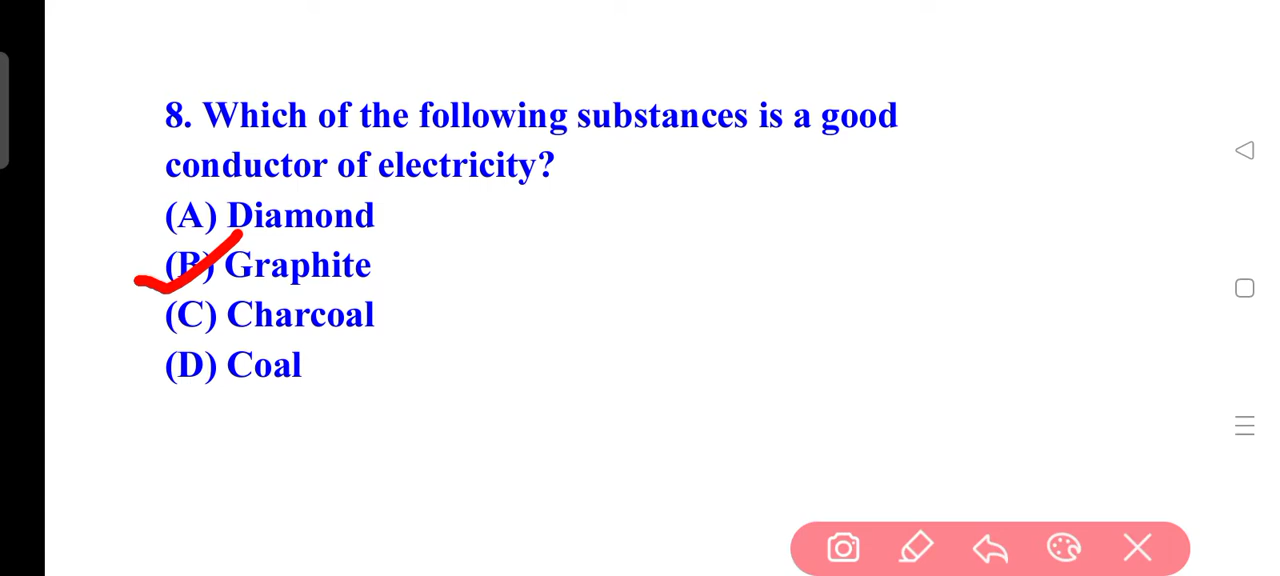 8. Which of the following substances is a good
conductor of electricity?
(A) Diamond
(B) Graphite
(C) Charcoal
(D) Coal